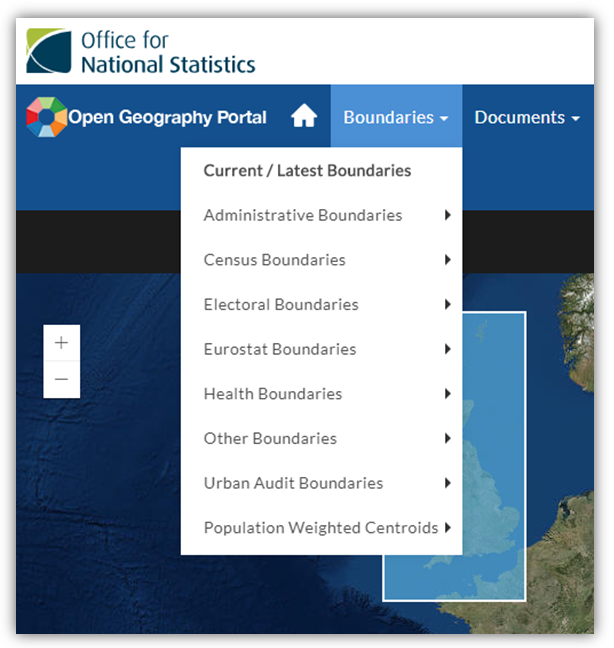 Office for
National Statistics
Open Geography Portal
Boundaries
Documents
Current / Latest Boundaries
Administrative Boundaries
Census Boundaries
Electoral Boundaries
Eurostat Boundaries
Health Boundaries
Other Boundaries
Urban Audit Boundaries
Population Weighted Centroids
+
−